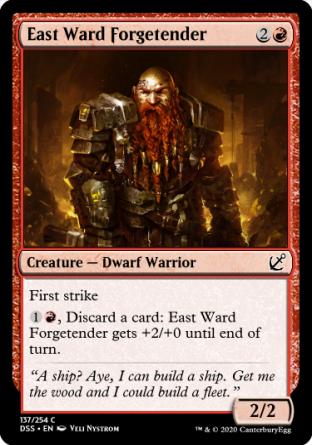 East Ward Forgetender 2
Creature — Dwarf Warrior
First strike
1, Discard a card: East Ward
Forgetender gets +2/+0 until end of
turn.
“A ship? Aye, I can build a ship. Get me
the wood and I could build a fleet.”
2/2
137/254 C
DSS • EN Veli Nystrom
™ & © 2020 CanterburyEgg